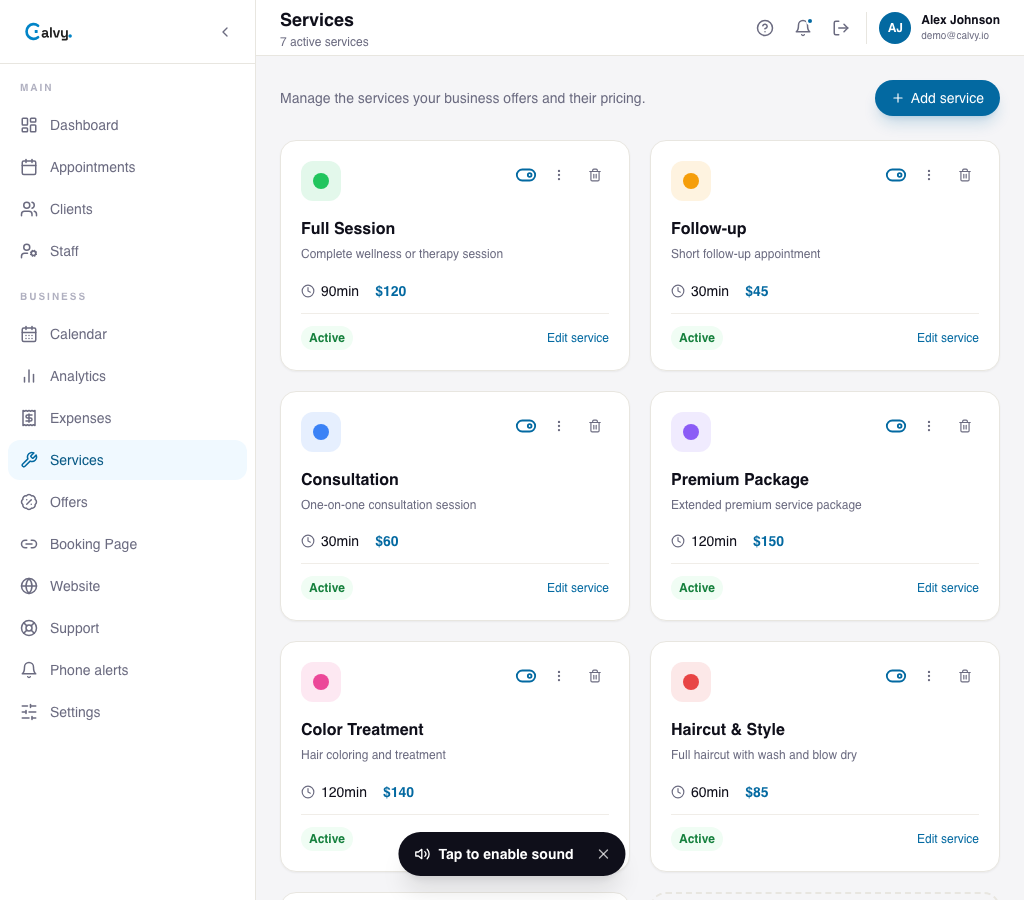 Calvy.
MAIN
Dashboard
Appointments
Clients
Staff
BUSINESS
Calendar
Analytics
Expenses
Services
Offers
Booking Page
Website
Support
Phone alerts
Settings
Services
7 active services
AJ
Alex Johnson
demo@calvy.io
Manage the services your business offers and their pricing.
+ Add service
Full Session
Complete wellness or therapy session
90min $120
Active Edit service
Follow-up
Short follow-up appointment
30min $45
Active Edit service
Consultation
One-on-one consultation session
30min $60
Active Edit service
Premium Package
Extended premium service package
120min $150
Active Edit service
Color Treatment
Hair coloring and treatment
120min $140
Active
Haircut & Style
Full haircut with wash and blow dry
60min $85
Active Edit service
Tap to enable sound